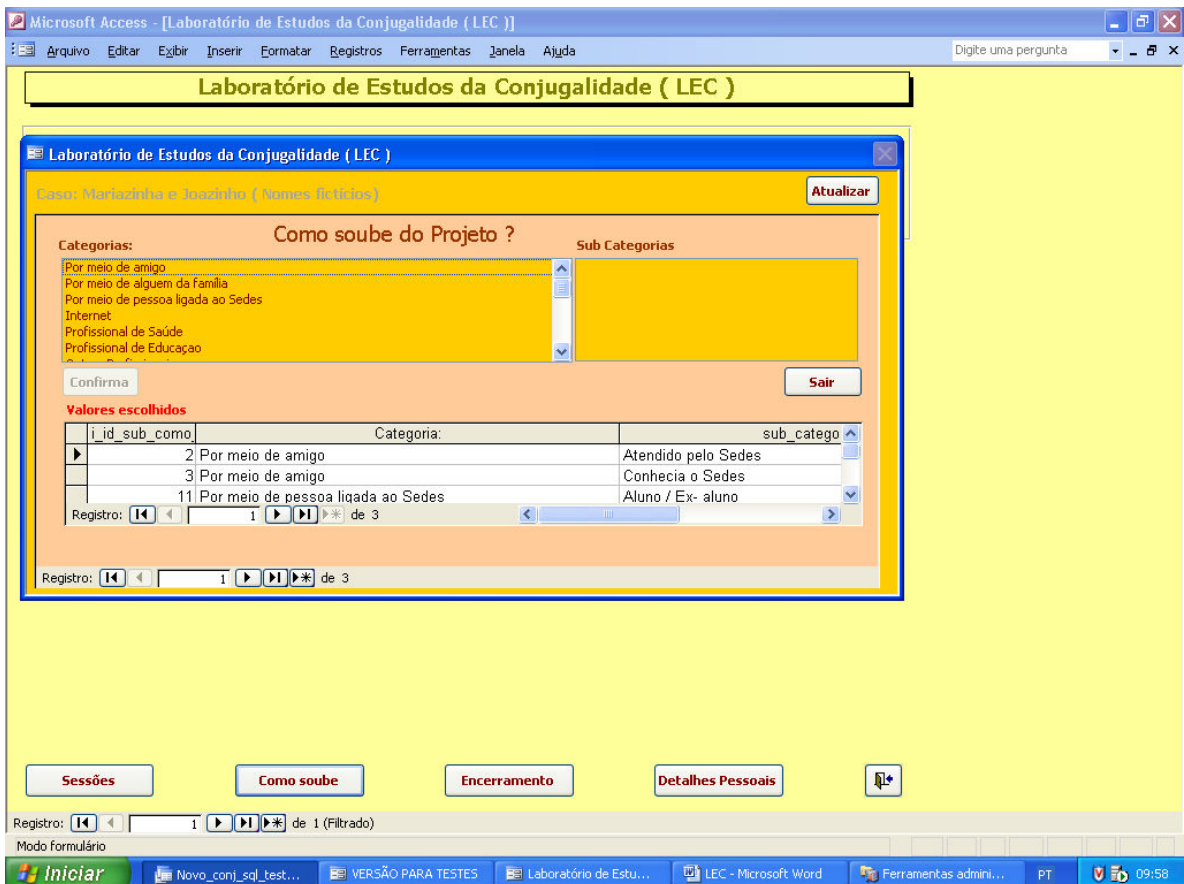 Microsoft Access - [Laboratório de Estudos da Conjugalidade ( LEC )]
Arquivo Editar Exibir Inserir Formatar Registros Ferramentas Janela Ajuda Digite uma pergunta
Laboratório de Estudos da Conjugalidade ( LEC )
Laboratório de Estudos da Conjugalidade ( LEC )
Caso: Mariazinha e Joazinho ( Nomes fictícios)
Atualizar
Como soube do Projeto ?
Categorias: Sub Categorias
Por meio de amigo
Por meio de alguem da família
Por meio de pessoa ligada ao Sedes
Internet
Profissional de Saúde
Profissional de Educaçao
Confirma Sair
Valores escolhidos
i_id_sub_como_ Categoria: sub_catego
2 Por meio de amigo Atendido pelo Sedes
3 Por meio de amigo Conhecia o Sedes
11 Por meio de pessoa ligada ao Sedes Aluno / Ex- aluno
Registro: 1 de 3
Registro: 1 de 3
Sessões Como soube Encerramento Detalhes Pessoais
Registro: 1 de 1 (Filtrado)
Modo formulário
Iniciar Novo_conj_sql_test... VERSÃO PARA TESTES Laboratório de Estu... LEC - Microsoft Word Ferramentas admini... PT 09:58